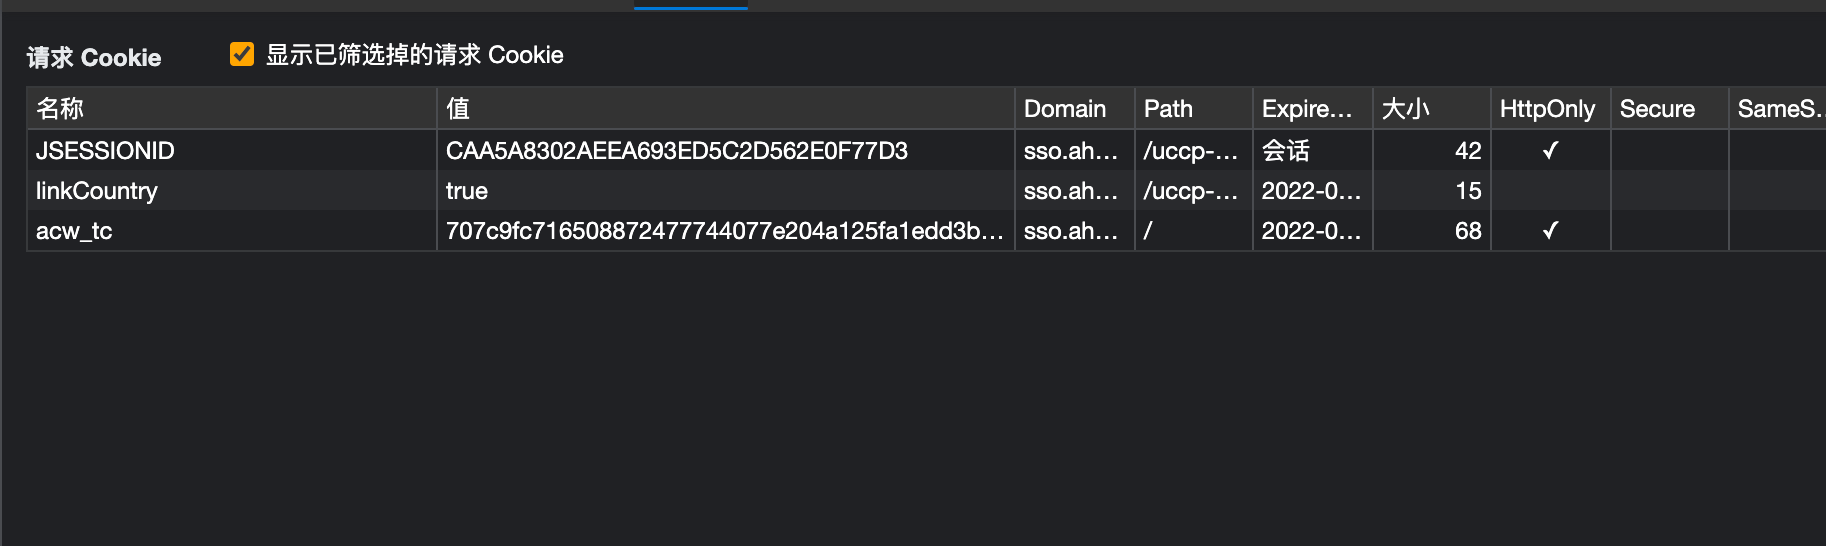 请求 Cookie 显示已筛选掉的请求 Cookie
名称 值 Domain Path Expire... 大小 HttpOnly Secure SameS...
JSESSIONID CAA5A8302AEEA693ED5C2D562E0F77D3 sso.ah... /uccp-... 会话 42 ✓
linkCountry true sso.ah... /uccp-... 2022-0... 15
acw_tc 707c9fc716508872477744077e204a125fa1edd3b... sso.ah... / 2022-0... 68 ✓